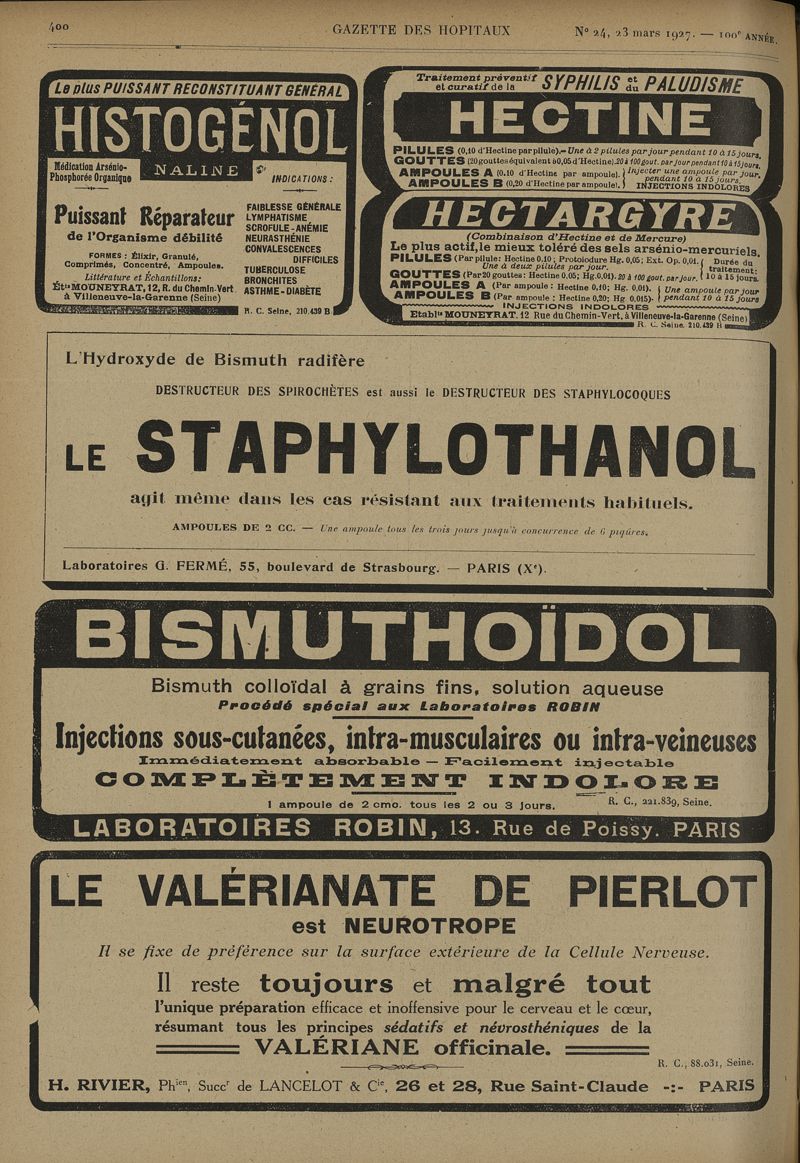 400
GAZETTE DES HOPITAUX
N° 24, 23 mars 1927. — 100e ANNÉE.
Le plus PUISSANT RECONSTITUANT GÉNÉRAL
HISTOGÉNOL
Médication Arsénio-
Phosphorée Organique
NALINE
INDICATIONS :
Puissant Réparateur
de l'Organisme débilité
FORMES : Élixir, Granulé,
Comprimés, Concentré, Ampoules.
Littérature et Échantillons:
Éts MOUNEYRAT, 12, R. du Chemin-Vert
à Villeneuve-la-Garenne (Seine)
FAIBLESSE GÉNÉRALE
LYMPHATISME
SCROFULE - ANÉMIE
NEURASTHÉNIE
CONVALESCENCES
DIFFICILES
TUBERCULOSE
BRONCHITES
ASTHME - DIABÈTE
R. C. Seine, 210.439 B
Traitement préventif
et curatif de la
SYPHILIS et du PALUDISME
HECTINE
PILULES (0,10 d'Hectine par pilule).- Une à 2 pilules par jour pendant 10 à 15 jours.
GOUTTES (20 gouttes équivalent à 0,05 d'Hectine). 20 à 100 gout. par jour pendant 10 à 15 jours.
AMPOULES A (0.10 d'Hectine par ampoule).
AMPOULES B (0,20 d'Hectine par ampoule).
Injecter une ampoule par jour.
pendant 10 à 15 jours.
INJECTIONS INDOLORES
HECTARGYRE
(Combinaison d'Hectine et de Mercure)
Le plus actif, le mieux toléré des sels arsénio-mercuriels.
PILULES (Par pilule: Hectine 0.10; Protoiodure Hg. 0,05; Ext. Op. 0,01.
Une à deux pilules par jour.
GOUTTES (Par 20 gouttes : Hectine 0,05; Hg. 0.01). 20 à 100 gout. par jour.
Durée du
traitement:
10 à 15 jours.
AMPOULES A (Par ampoule : Hectine 0,10; Hg. 0,01).
AMPOULES B (Par ampoule : Hectine 0,20; Hg 0,015).
Une ampoule par jour
pendant 10 à 15 jours
INJECTIONS INDOLORES
Etablts MOUNEYRAT, 12 Rue du Chemin-Vert, à Villeneuve-la-Garenne (Seine)
R. C. Seine, 210.439 B
L'Hydroxyde de Bismuth radifère
DESTRUCTEUR DES SPIROCHÈTES est aussi le DESTRUCTEUR DES STAPHYLOCOQUES
LE STAPHYLOTHANOL
agit même dans les cas résistant aux traitements habituels.
AMPOULES DE 2 CC. — Une ampoule tous les trois jours jusqu'à concurrence de 6 piqûres.
Laboratoires G. FERMÉ, 55, boulevard de Strasbourg. — PARIS (Xe).
BISMUTHOÏDOL
Bismuth colloïdal à grains fins, solution aqueuse
Procédé spécial aux Laboratoires ROBIN
Injections sous-cutanées, intra-musculaires ou intra-veineuses
Immédiatement absorbable — Facilement injectable
COMPLÈTEMENT INDOLORE
1 ampoule de 2 cmc. tous les 2 ou 3 jours.
R. C., 221.839, Seine.
LABORATOIRES ROBIN, 13. Rue de Poissy. PARIS
LE VALÉRIANATE DE PIERLOT
est NEUROTROPE
Il se fixe de préférence sur la surface extérieure de la Cellule Nerveuse.
Il reste toujours et malgré tout
l'unique préparation efficace et inoffensive pour le cerveau et le cœur,
résumant tous les principes sédatifs et névrosthéniques de la
VALÉRIANE officinale.
R. C., 88.031, Seine.
H. RIVIER, Phien, Succr de LANCELOT & Cie, 26 et 28, Rue Saint-Claude -:- PARIS